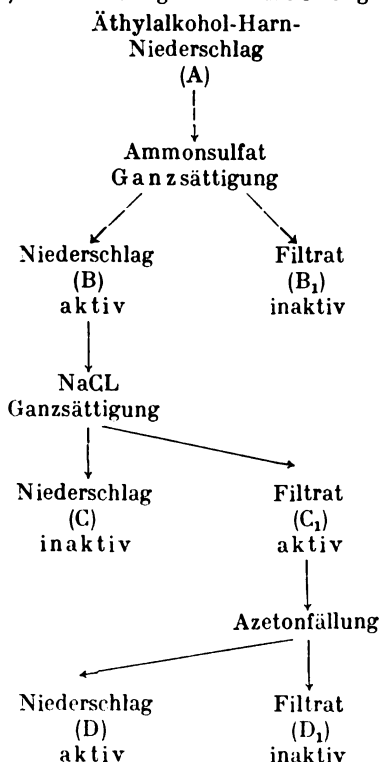 Äthylalkohol-Harn-
Niederschlag
(A)
Ammonsulfat
Ganzsättigung
Niederschlag Filtrat
(B) (B₁)
aktiv inaktiv
NaCL
Ganzsättigung
Niederschlag Filtrat
(C) (C₁)
inaktiv aktiv
Azetonfällung
Niederschlag Filtrat
(D) (D₁)
aktiv inaktiv